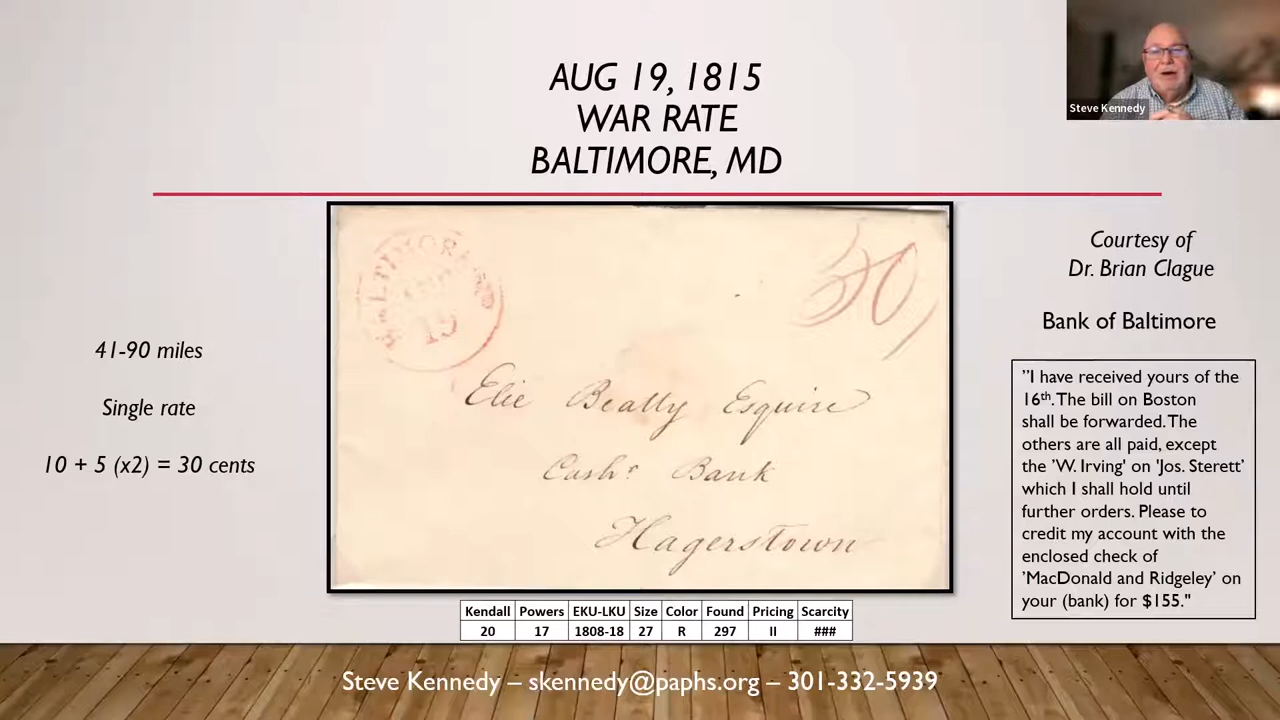 AUG 19, 1815
WAR RATE
BALTIMORE, MD
Steve Kennedy
41-90 miles
Single rate
10 + 5 (x2) = 30 cents
BALTIMORE MD
19
30
Elie Beatty Esquire
Cashr Bank
Hagerstown
Courtesy of
Dr. Brian Clague
Bank of Baltimore
”I have received yours of the
16th. The bill on Boston
shall be forwarded. The
others are all paid, except
the 'W. Irving' on 'Jos. Sterett'
which I shall hold until
further orders. Please to
credit my account with the
enclosed check of
'MacDonald and Ridgeley' on
your (bank) for $155."
Kendall Powers EKU-LKU Size Color Found Pricing Scarcity
20 17 1808-18 27 R 297 II ###
Steve Kennedy – skennedy@paphs.org – 301-332-5939